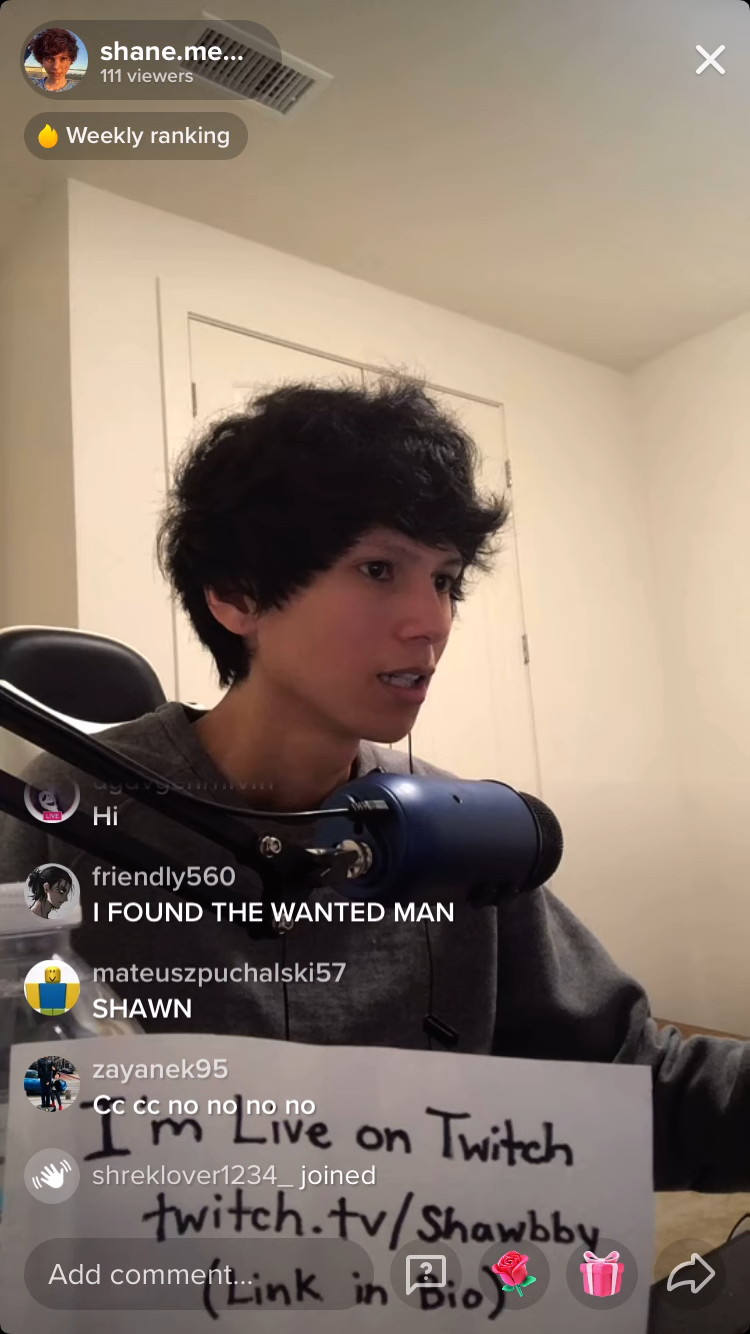 shane.me...
111 viewers
Weekly ranking
Hi
friendly560
I FOUND THE WANTED MAN
mateuszpuchalski57
SHAWN
zayanek95
Cc cc no no no no
I'm Live on Twitch
shreklover1234_ joined
twitch.tv/Shawbby
Add comment...
(Link in Bio)